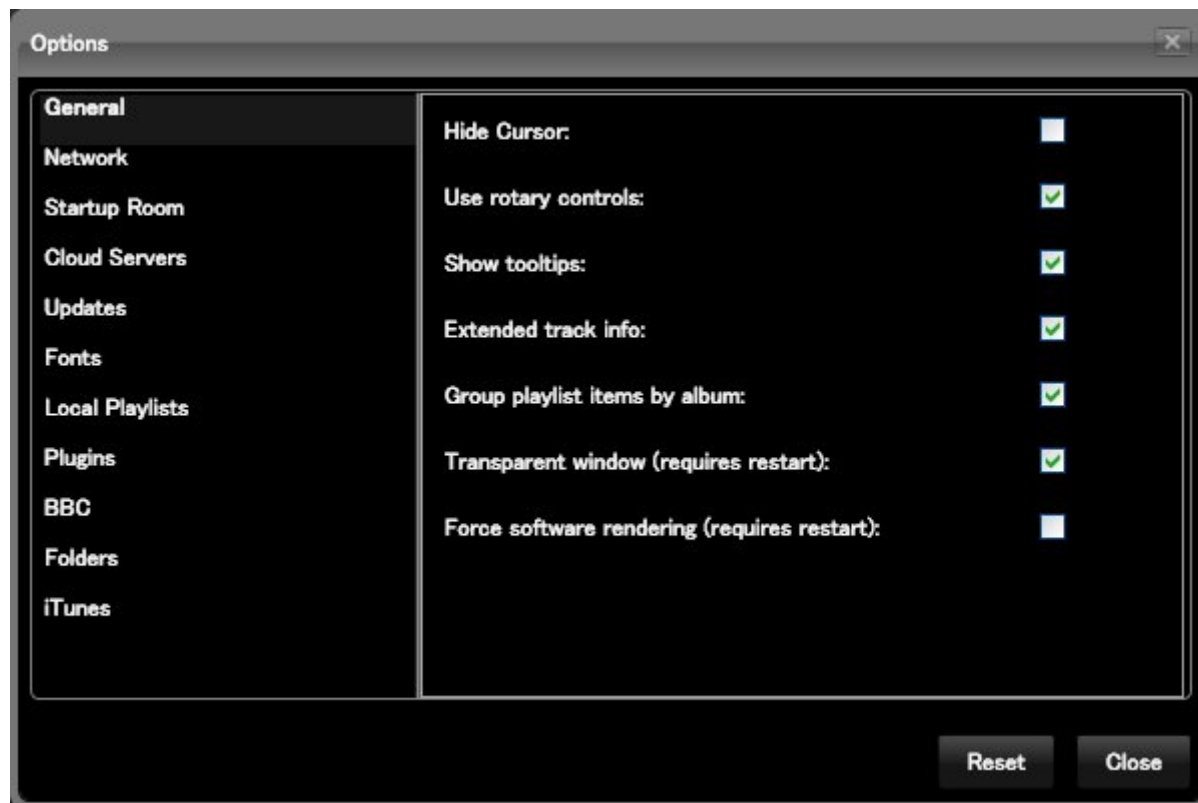 Options
General
Network
Startup Room
Cloud Servers
Updates
Fonts
Local Playlists
Plugins
BBC
Folders
iTunes
Hide Cursor:
Use rotary controls:
Show tooltips:
Extended track info:
Group playlist items by album:
Transparent window (requires restart):
Force software rendering (requires restart):
Reset
Close